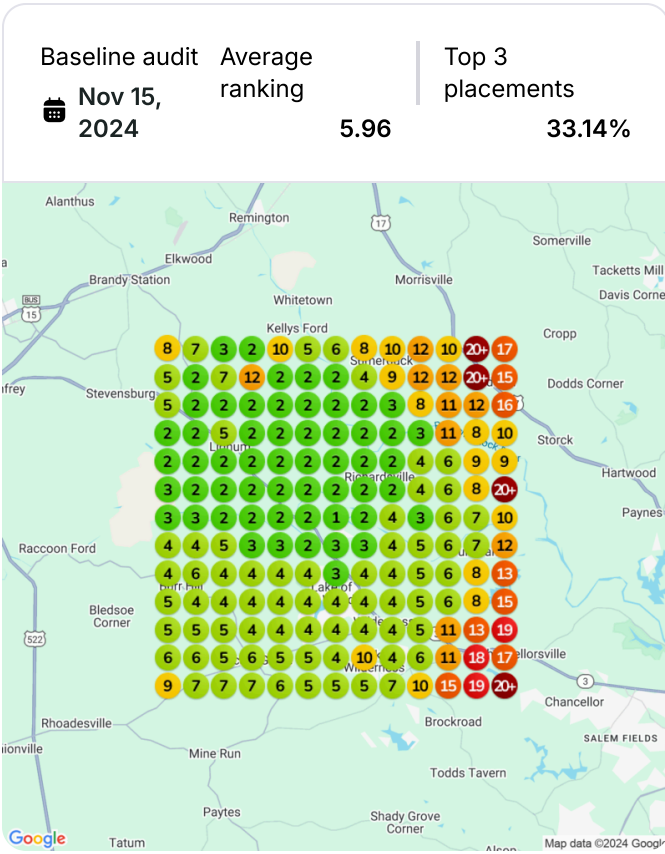 Baseline audit
Nov 15,
2024
Average
ranking
5.96
Top 3
placements
33.14%
Alanthus
Remington
17
Somerville
Elkwood
Brandy Station
Morrisville
Tacketts Mill
Davis Corne
BUS
15
Whitetown
Kellys Ford
Cropp
8 7 3 2 10 5 6 8 10 12 10 20+ 17
5 2 7 12 2 2 2 4 9 12 12 20+ 15
Dodds Corner
Stevensburg
5 2 2 2 2 2 2 2 3 8 11 12 16
2 2 5 2 2 2 2 2 2 3 11 8 10
Storck
2 2 2 2 2 2 2 2 2 4 6 9 9
Richardsville
Hartwood
3 2 2 2 2 2 2 2 2 4 6 8 20+
Paynes
3 3 2 2 2 2 1 2 4 3 6 7 10
Raccoon Ford
4 4 5 3 3 2 3 3 4 5 6 7 12
4 6 4 4 4 4 3 4 4 5 6 8 13
Lake of
5 4 4 4 4 4 4 4 4 5 6 8 15
Bledsoe
Corner
5 5 5 4 4 4 4 4 4 5 11 13 19
522
6 6 5 6 5 5 4 10 4 6 11 18 17
ellorsville
Wilderness
9 7 7 7 6 5 5 5 7 10 15 19 20+
3
Chancellor
Rhoadesville
Brockroad
SALEM FIELDS
ionville
Mine Run
Todds Tavern
Paytes
Shady Grove
Corner
Google
Tatum
Map data ©2024 Google